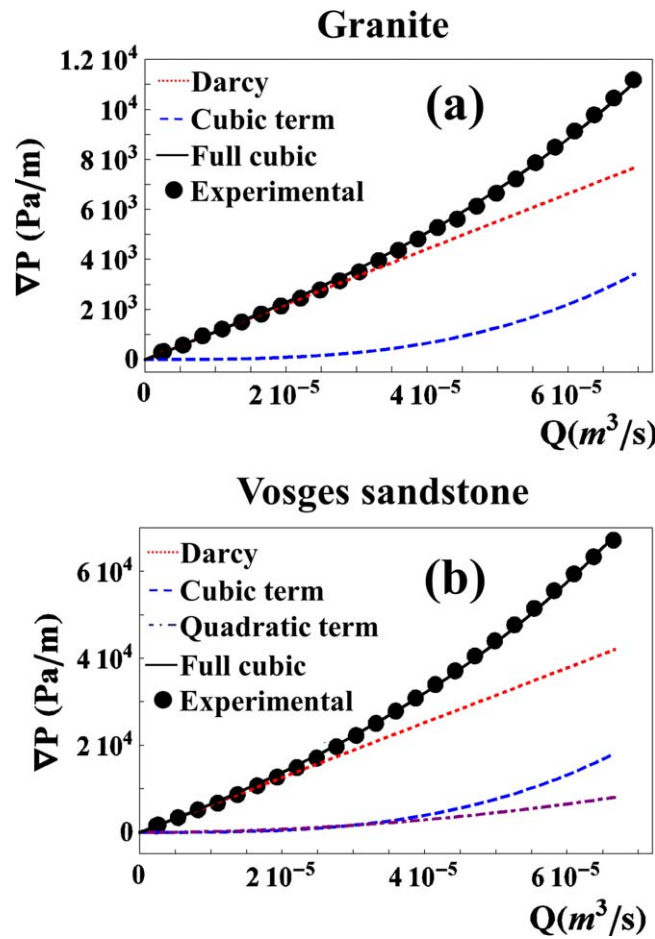 Granite
1.2 10⁴
10⁴
8 10³
6 10³
4 10³
2 10³
0
∇P (Pa/m)
Darcy
Cubic term
Full cubic
Experimental
(a)
0
2 10⁻⁵
4 10⁻⁵
6 10⁻⁵
Q(m³/s)
Vosges sandstone
6 10⁴
4 10⁴
2 10⁴
0
∇P (Pa/m)
Darcy
Cubic term
Quadratic term
Full cubic
Experimental
(b)
0
2 10⁻⁵
4 10⁻⁵
6 10⁻⁵
Q(m³/s)